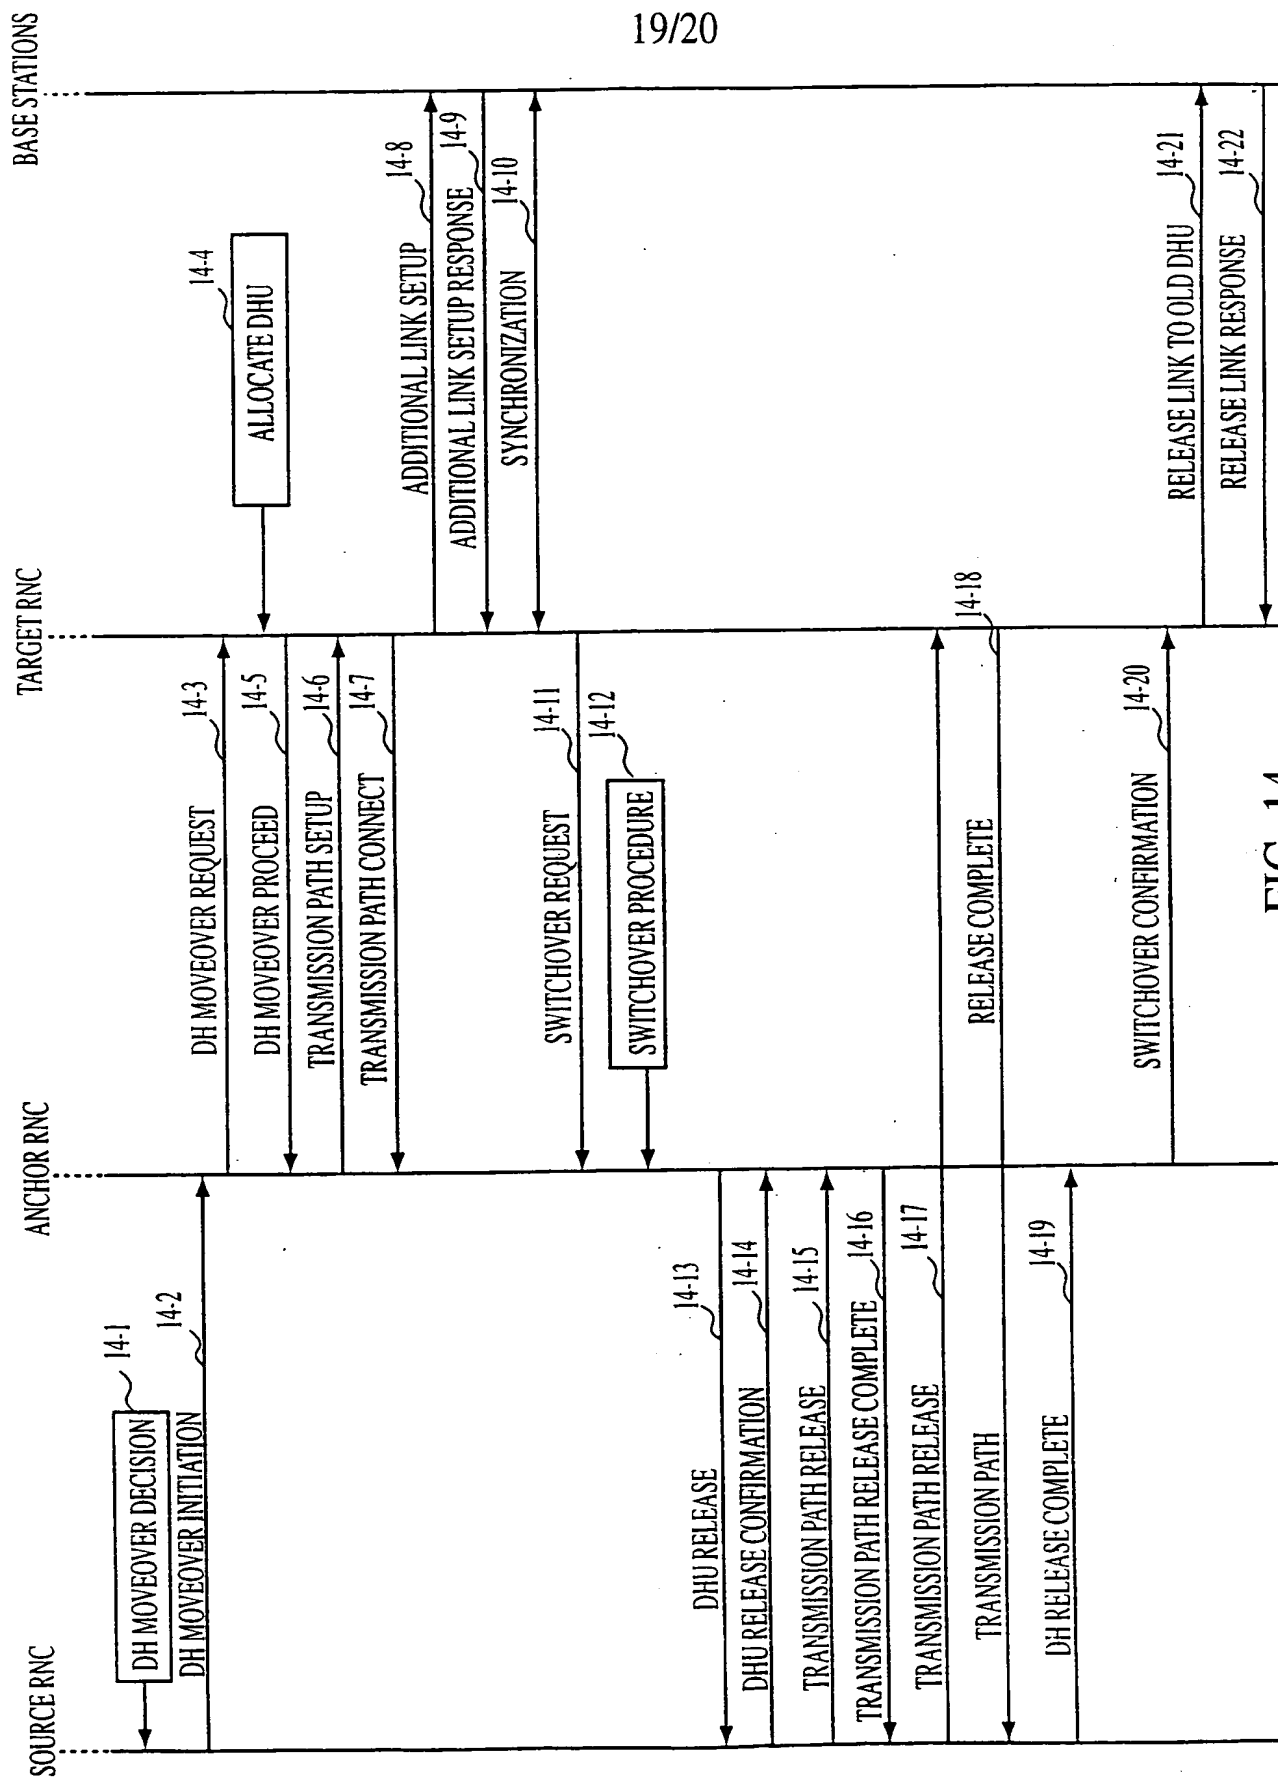 19/20
SOURCE RNC
ANCHOR RNC
TARGET RNC
BASE STATIONS
DH MOVEOVER DECISION
14-1
DH MOVEOVER INITIATION
14-2
DH MOVEOVER REQUEST
14-3
ALLOCATE DHU
14-4
DH MOVEOVER PROCEED
14-5
TRANSMISSION PATH SETUP
14-6
TRANSMISSION PATH CONNECT
14-7
ADDITIONAL LINK SETUP
14-8
ADDITIONAL LINK SETUP RESPONSE
14-9
SYNCHRONIZATION
14-10
SWITCHOVER REQUEST
14-11
SWITCHOVER PROCEDURE
14-12
DHU RELEASE
14-13
DHU RELEASE CONFIRMATION
14-14
TRANSMISSION PATH RELEASE
14-15
TRANSMISSION PATH RELEASE COMPLETE
14-16
TRANSMISSION PATH RELEASE
14-17
TRANSMISSION PATH
RELEASE COMPLETE
14-18
DH RELEASE COMPLETE
14-19
SWITCHOVER CONFIRMATION
14-20
RELEASE LINK TO OLD DHU
14-21
RELEASE LINK RESPONSE
14-22
FIG. 14